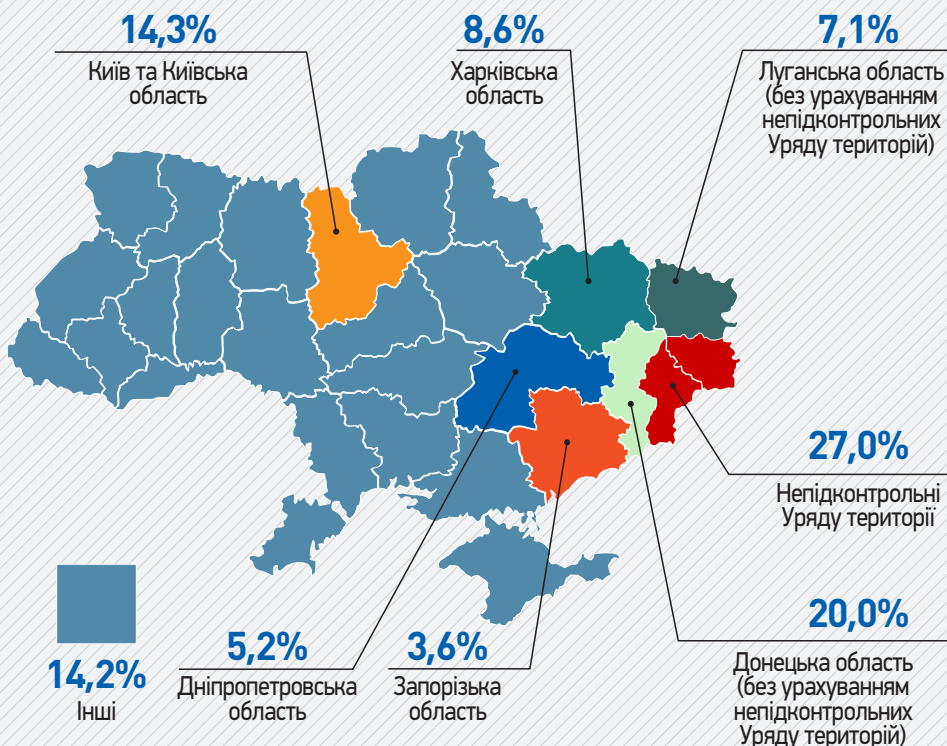 14,3%
Київ та Київська
область
8,6%
Харківська
область
7,1%
Луганська область
(без урахуванням
непідконтрольних
Уряду територій)
27,0%
Непідконтрольні
Уряду території
20,0%
Донецька область
(без урахуванням
непідконтрольних
Уряду територій)
3,6%
Запорізька
область
5,2%
Дніпропетровська
область
14,2%
Інші